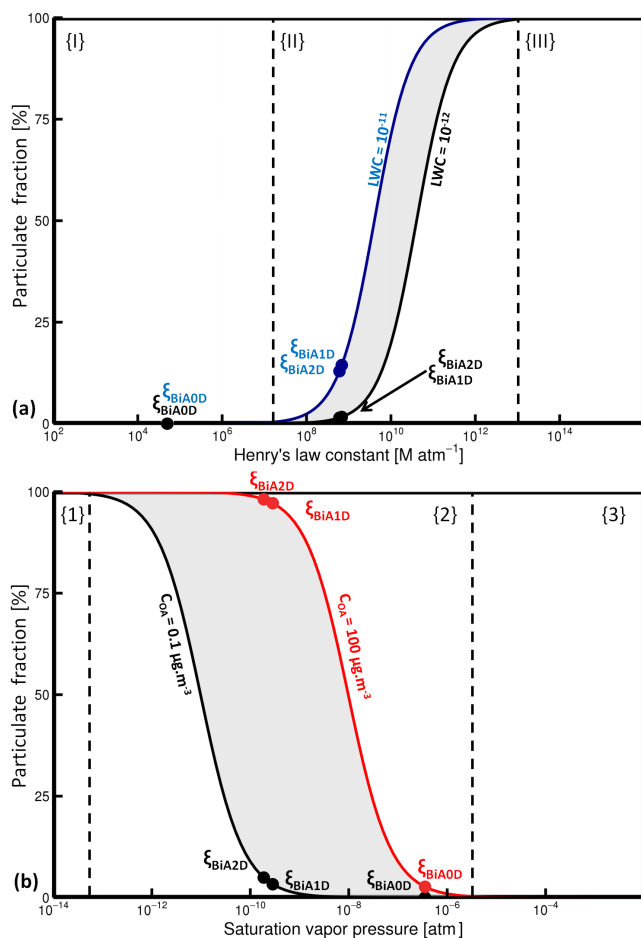 100
{I}
{II}
{III}
75
50
25
0
Particulate fraction [%]
LWC = 10⁻¹¹
LWC = 10⁻¹²
ξBiA1D
ξBiA2D
ξBiA2D
ξBiA1D
ξBiA0D
ξBiA0D
(a)
10² 10⁴ 10⁶ 10⁸ 10¹⁰ 10¹² 10¹⁴
Henry's law constant [M atm⁻¹]
ξBiA2D
100
{1}
{2}
{3}
ξBiA1D
75
50
25
0
Particulate fraction [%]
C_OA = 0.1 µg.m⁻³
C_OA = 100 µg.m⁻³
ξBiA2D
ξBiA1D
ξBiA0D
ξBiA0D
(b)
10⁻¹⁴ 10⁻¹² 10⁻¹⁰ 10⁻⁸ 10⁻⁶ 10⁻⁴
Saturation vapor pressure [atm]